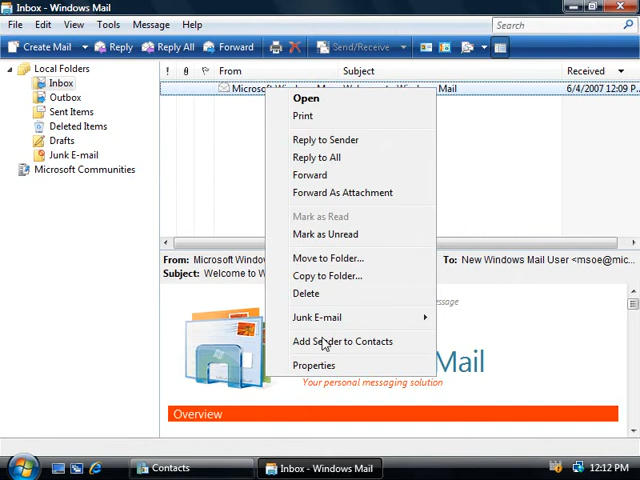 Inbox - Windows Mail
File Edit View Tools Message Help
Search
Create Mail Reply Reply All Forward Send/Receive
Local Folders
Inbox
Outbox
Sent Items
Deleted Items
Drafts
Junk E-mail
Microsoft Communities
! From Subject Received
Microsoft Mail 6/4/2007 12:09 P...
Open
Print
Reply to Sender
Reply to All
Forward
Forward As Attachment
Mark as Read
Mark as Unread
Move to Folder...
Copy to Folder...
Delete
Junk E-mail
Add Sender to Contacts
Properties
From: Microsoft Window To: New Windows Mail User <msoe@mic...
Subject: Welcome to W
message
Mail
Your personal messaging solution
Overview
Contacts
Inbox - Windows Mail
12:12 PM